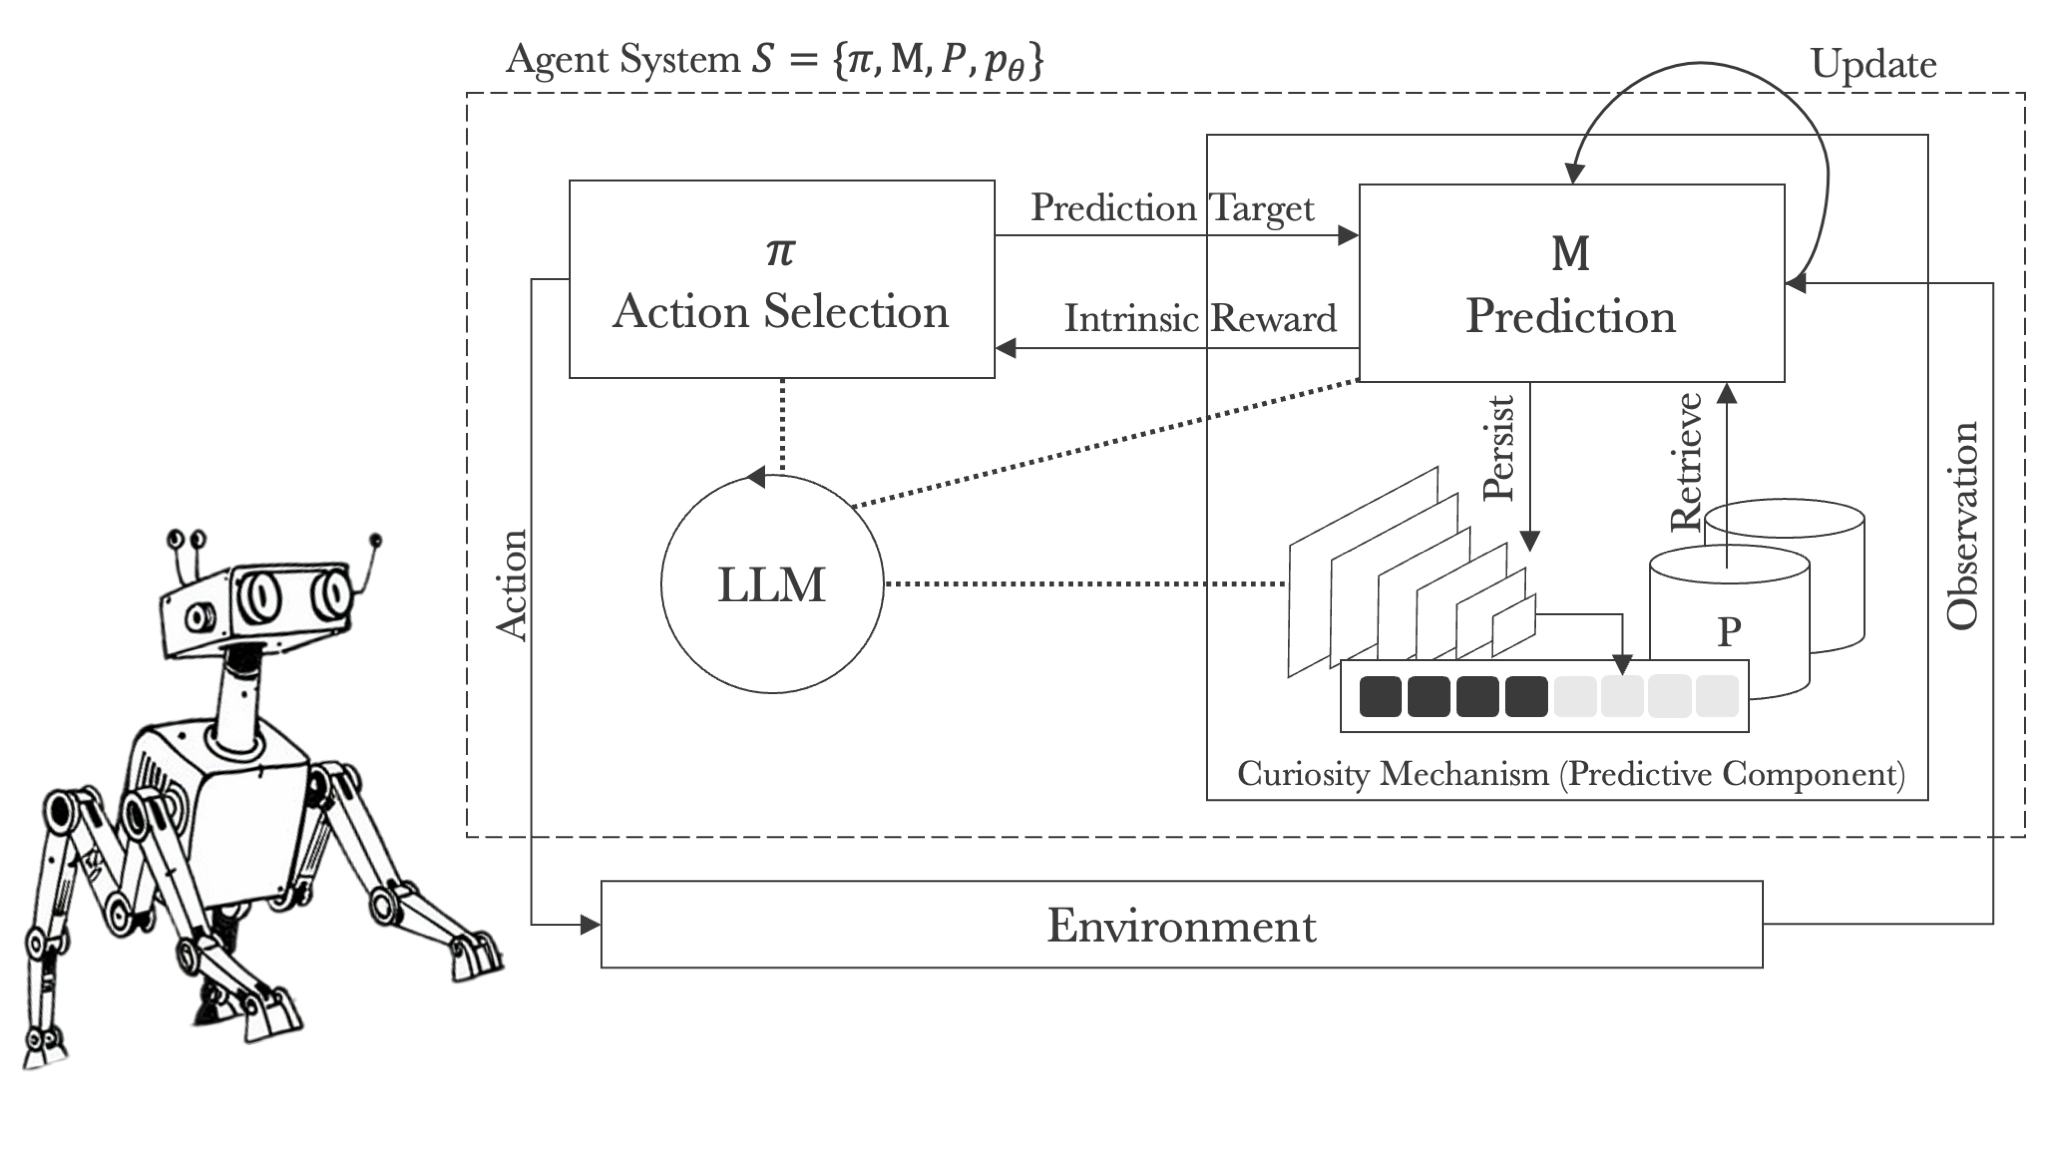 Agent System S = {π, M, P, pθ}
Update
π
Action Selection
Prediction Target
Intrinsic Reward
M
Prediction
Persist
Retrieve
Action
LLM
P
Observation
Curiosity Mechanism (Predictive Component)
Environment